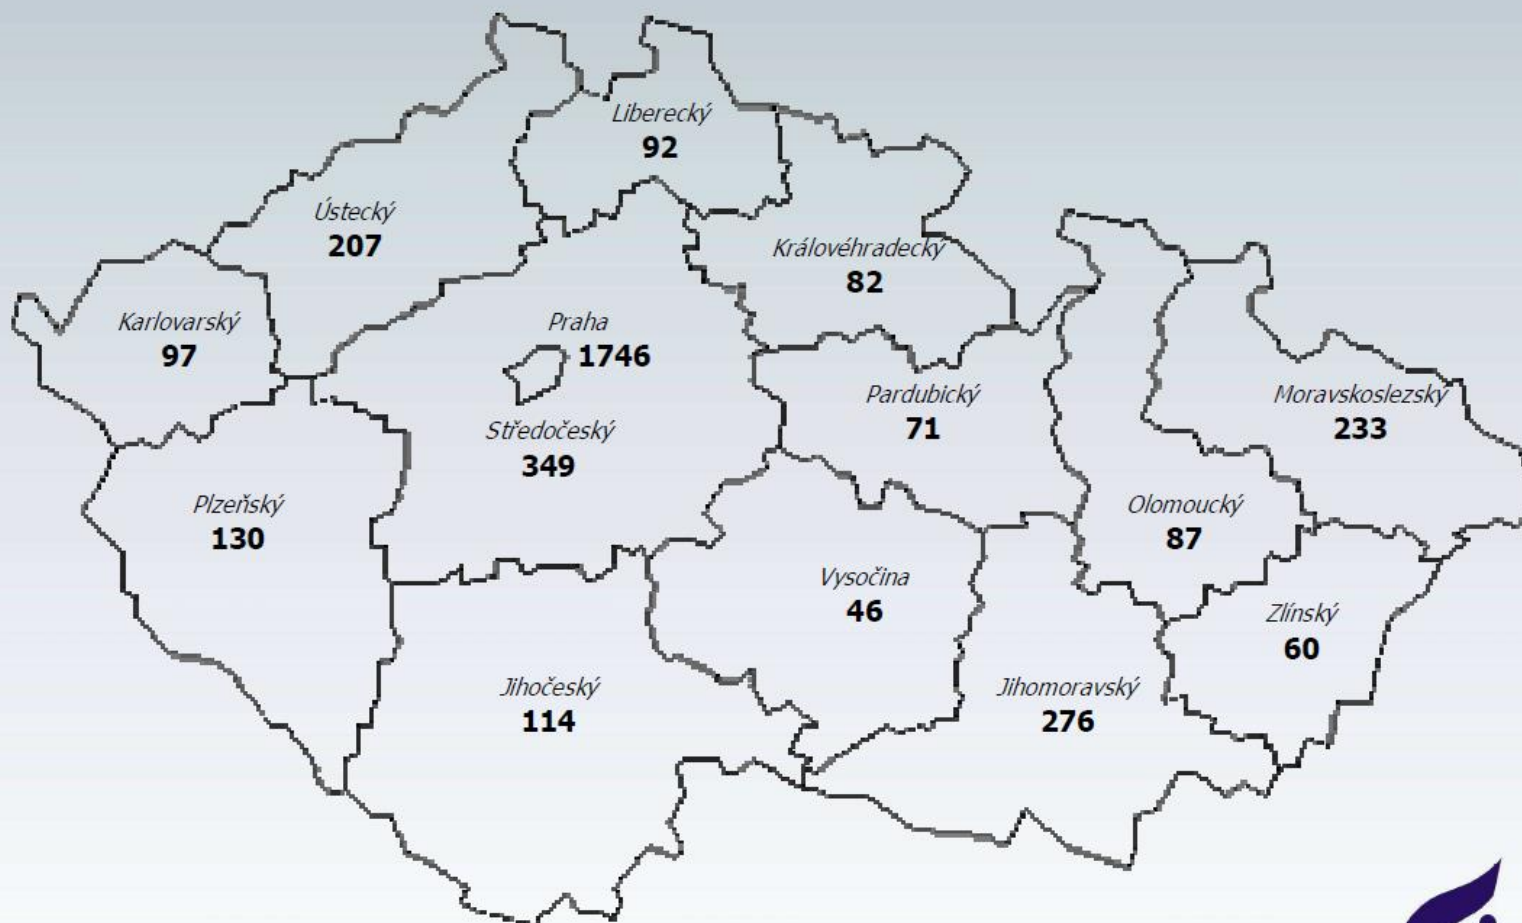 Liberecký
92
Ústecký
207
Královéhradecký
82
Karlovarský
97
Praha
1746
Pardubický
71
Moravskoslezský
233
Středočeský
349
Plzeňský
130
Olomoucký
87
Vysočina
46
Zlínský
60
Jihočeský
114
Jihomoravský
276